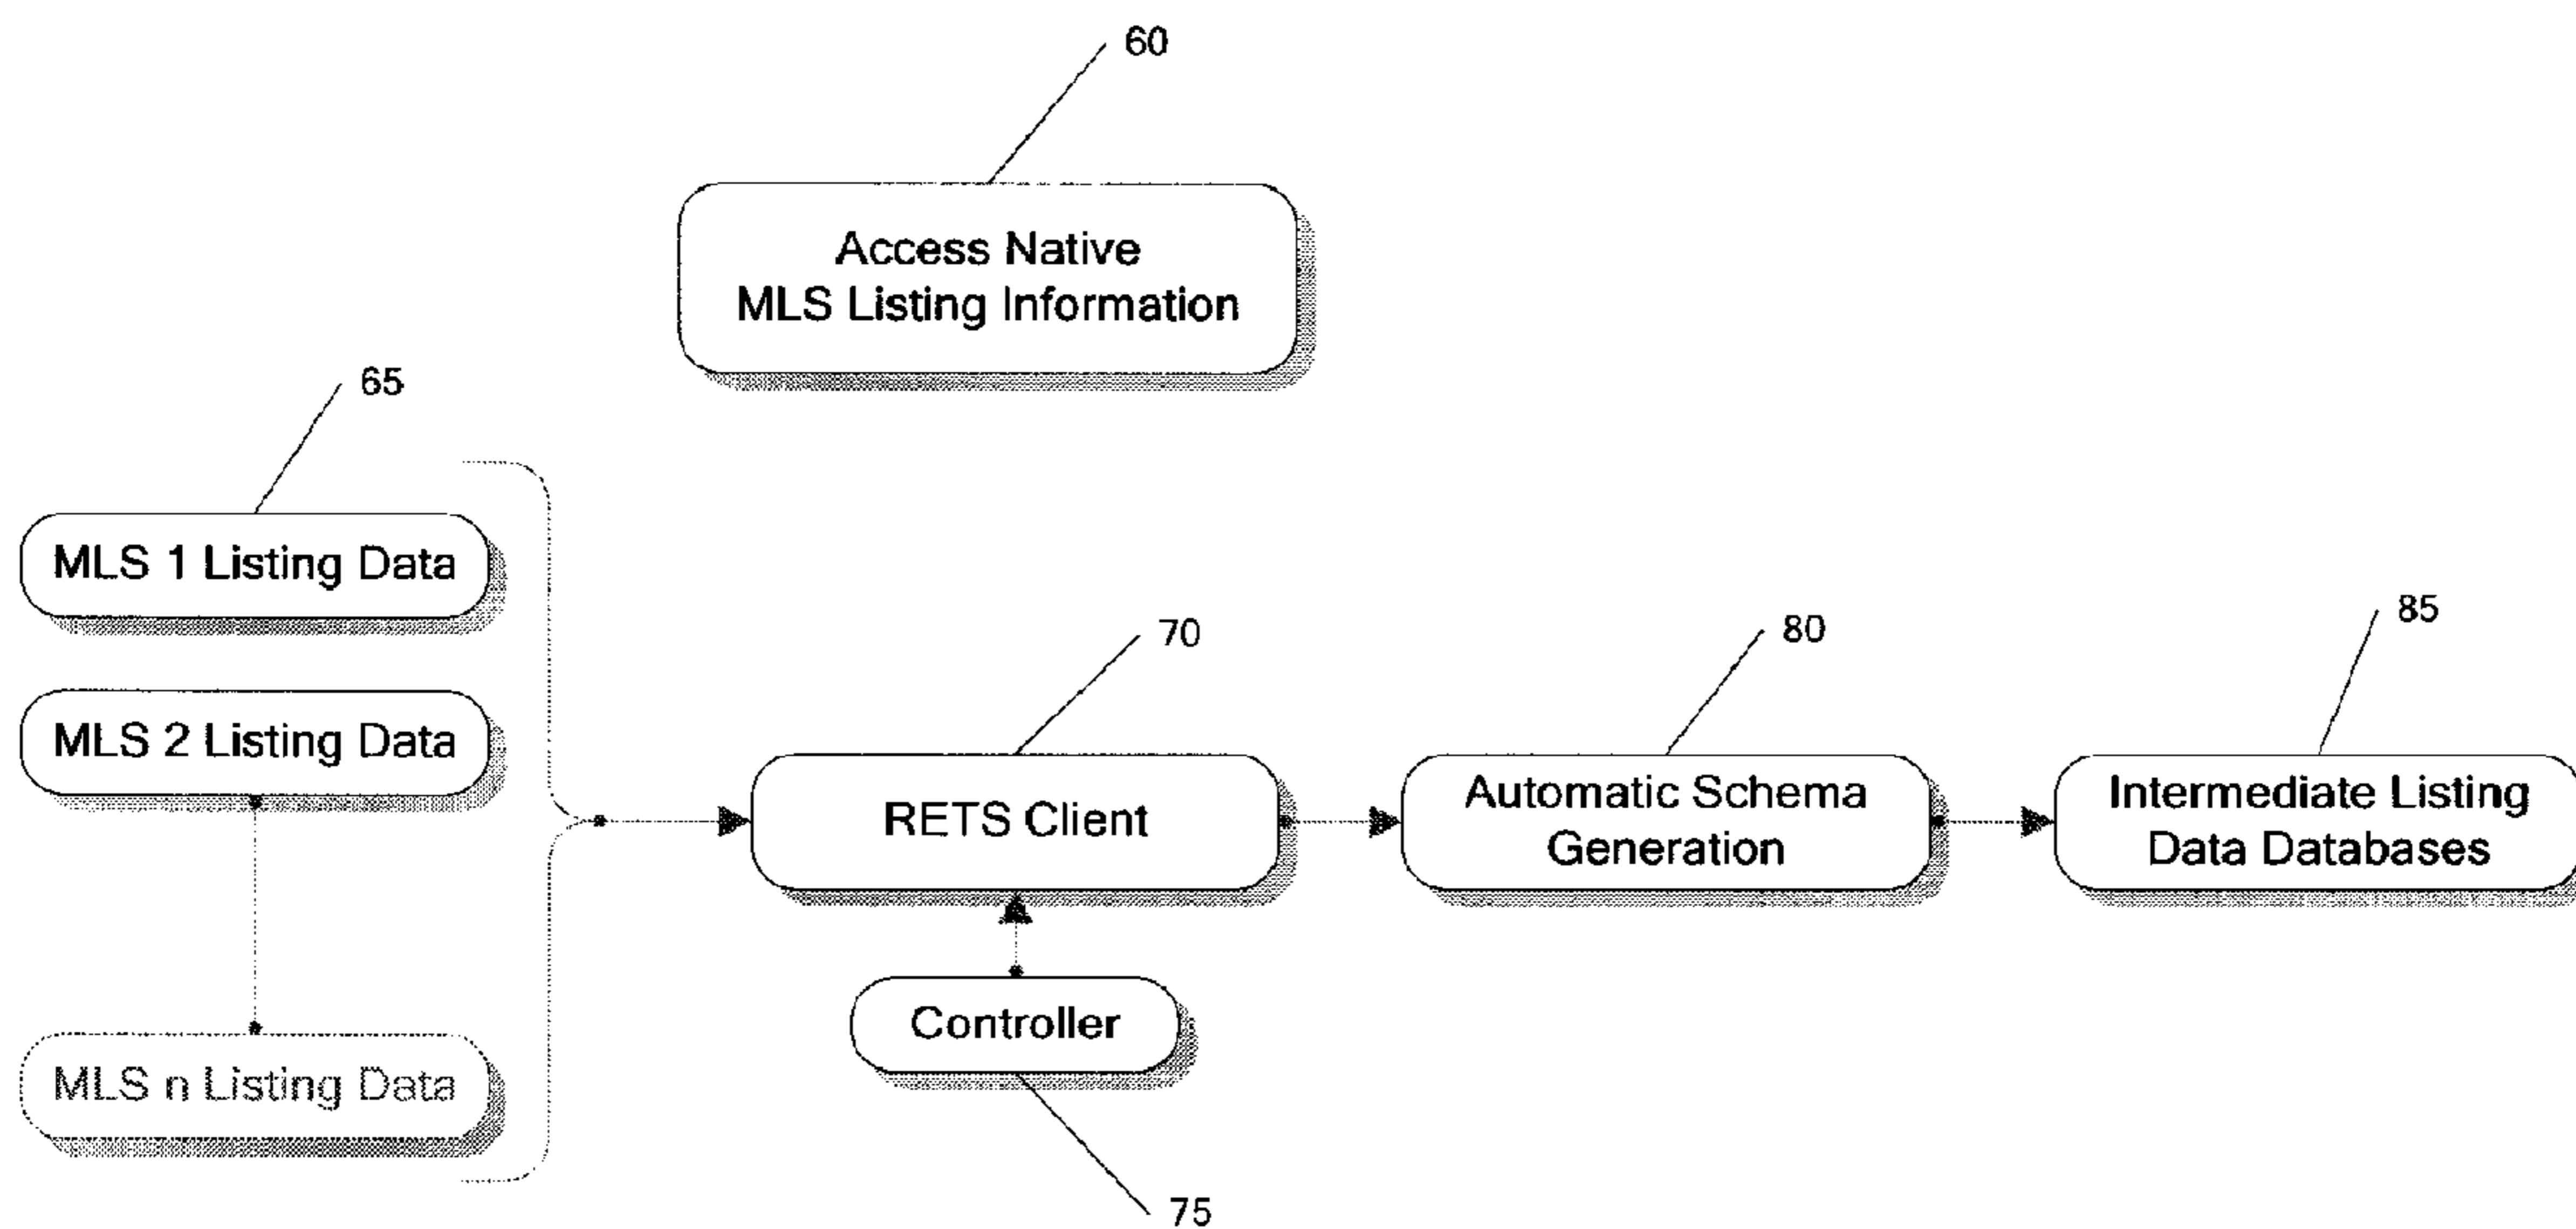 60
Access Native
MLS Listing Information
65
MLS 1 Listing Data
MLS 2 Listing Data
MLS n Listing Data
70
RETS Client
Controller
75
80
Automatic Schema
Generation
85
Intermediate Listing
Data Databases